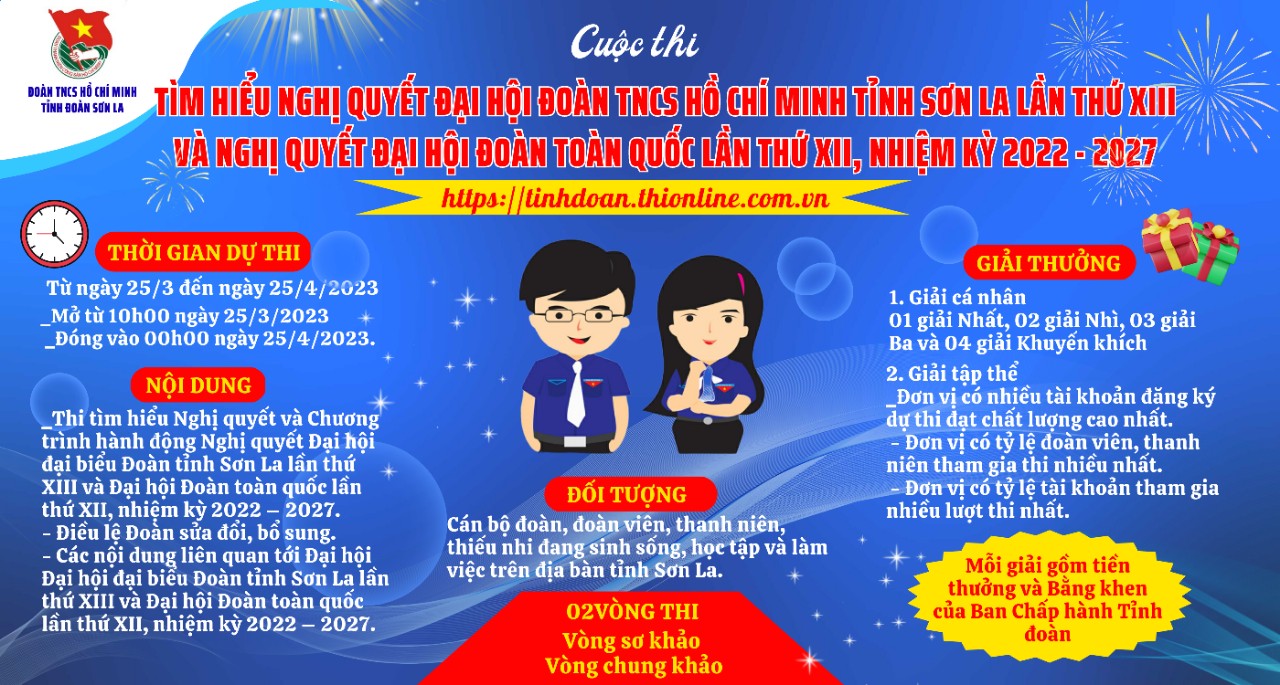 ĐOÀN TNCS HỒ CHÍ MINH
TỈNH ĐOÀN SƠN LA
Cuộc thi
TÌM HIỂU NGHỊ QUYẾT ĐẠI HỘI ĐOÀN TNCS HỒ CHÍ MINH TỈNH SƠN LA LẦN THỨ XIII
VÀ NGHỊ QUYẾT ĐẠI HỘI ĐOÀN TOÀN QUỐC LẦN THỨ XII, NHIỆM KỲ 2022 - 2027
https://tinhdoan.thionline.com.vn
THỜI GIAN DỰ THI
Từ ngày 25/3 đến ngày 25/4/2023
_Mở từ 10h00 ngày 25/3/2023
_Đóng vào 00h00 ngày 25/4/2023.
NỘI DUNG
_Thi tìm hiểu Nghị quyết và Chương
trình hành động Nghị quyết Đại hội
đại biểu Đoàn tỉnh Sơn La lần thứ
XIII và Đại hội Đoàn toàn quốc lần
thứ XII, nhiệm kỳ 2022 – 2027.
- Điều lệ Đoàn sửa đổi, bổ sung.
- Các nội dung liên quan tới Đại hội
Đại hội đại biểu Đoàn tỉnh Sơn La lần
thứ XIII và Đại hội Đoàn toàn quốc
lần thứ XII, nhiệm kỳ 2022 – 2027.
ĐỐI TƯỢNG
Cán bộ đoàn, đoàn viên, thanh niên,
thiếu nhi đang sinh sống, học tập và làm
việc trên địa bàn tỉnh Sơn La.
02VÒNG THI
Vòng sơ khảo
Vòng chung khảo
GIẢI THƯỞNG
1. Giải cá nhân
01 giải Nhất, 02 giải Nhì, 03 giải
Ba và 04 giải Khuyến khích
2. Giải tập thể
_Đơn vị có nhiều tài khoản đăng ký
dự thi đạt chất lượng cao nhất.
- Đơn vị có tỷ lệ đoàn viên, thanh
niên tham gia thi nhiều nhất.
- Đơn vị có tỷ lệ tài khoản tham gia
nhiều lượt thi nhất.
Mỗi giải gồm tiền
thưởng và Bằng khen
của Ban Chấp hành Tỉnh
đoàn